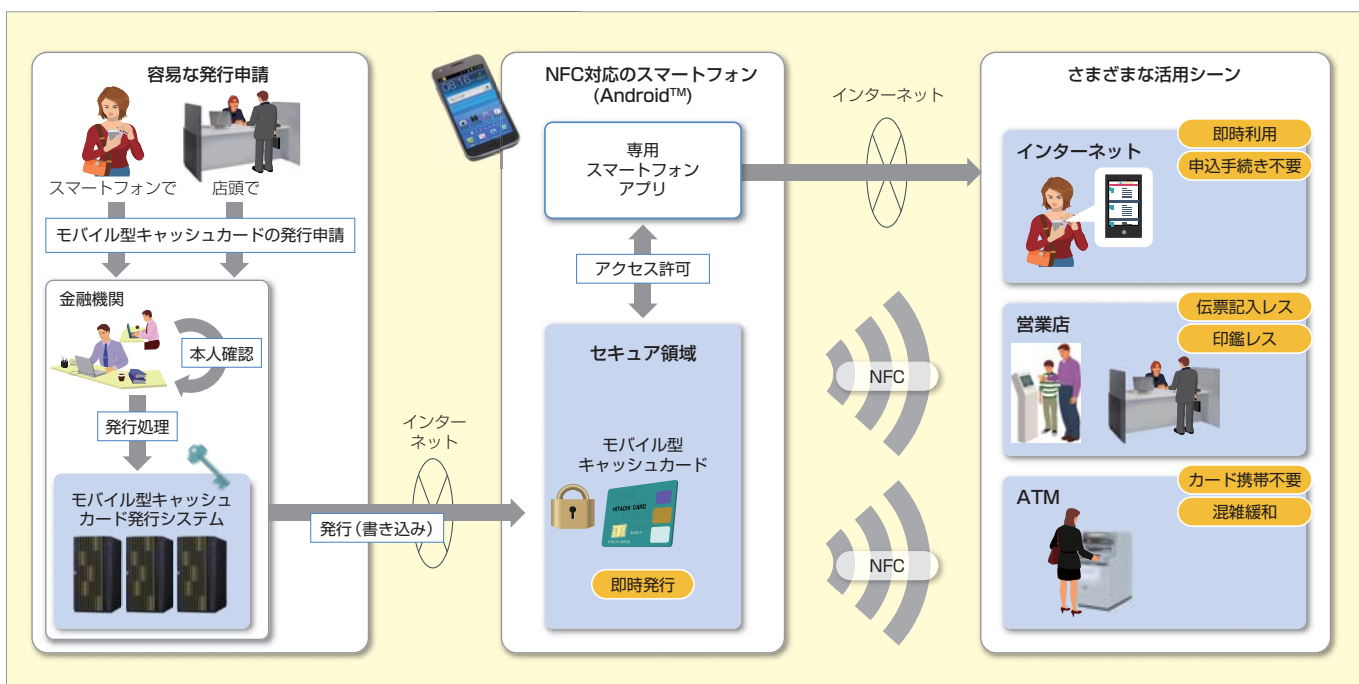 容易な発行申請
スマートフォンで
店頭で
モバイル型キャッシュカードの発行申請
金融機関
本人確認
発行処理
モバイル型キャッシュ
カード発行システム
インター
ネット
発行（書き込み）
NFC対応のスマートフォン
(Android™)
08:16
専用
スマートフォン
アプリ
アクセス許可
セキュア領域
モバイル型
キャッシュカード
HITACHI CARD
即時発行
インターネット
NFC
NFC
さまざまな活用シーン
インターネット
即時利用
申込手続き不要
営業店
伝票記入レス
印鑑レス
ATM
カード携帯不要
混雑緩和